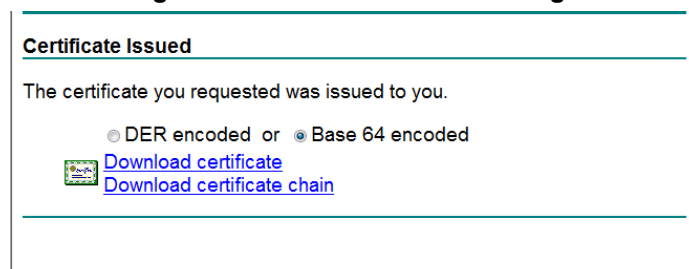 Certificate Issued
The certificate you requested was issued to you.
DER encoded or Base 64 encoded
Download certificate
Download certificate chain